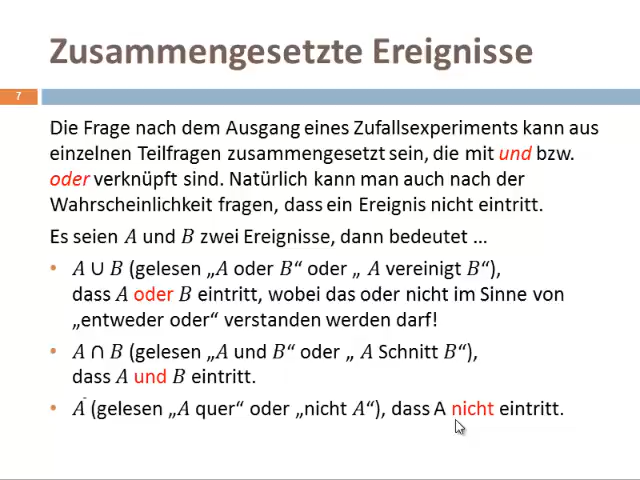 Zusammengesetzte Ereignisse
7
Die Frage nach dem Ausgang eines Zufallsexperiments kann aus
einzelnen Teilfragen zusammengesetzt sein, die mit und bzw.
oder verknüpft sind. Natürlich kann man auch nach der
Wahrscheinlichkeit fragen, dass ein Ereignis nicht eintritt.
Es seien A und B zwei Ereignisse, dann bedeutet ...
• A ∪ B (gelesen „A oder B“ oder „ A vereinigt B“),
dass A oder B eintritt, wobei das oder nicht im Sinne von
„entweder oder“ verstanden werden darf!
• A ∩ B (gelesen „A und B“ oder „ A Schnitt B“),
dass A und B eintritt.
• A̅ (gelesen „A quer“ oder „nicht A“), dass A nicht eintritt.